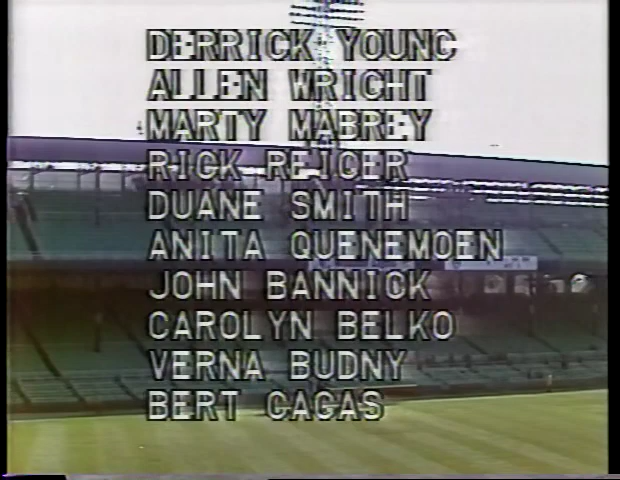 DERRICK YOUNG
ALLEN WRIGHT
MARTY MABREY
RICK REIGER
DUANE SMITH
ANITA QUENEMOEN
JOHN BANNICK
CAROLYN BELKO
VERNA BUDNY
BERT GAGAS